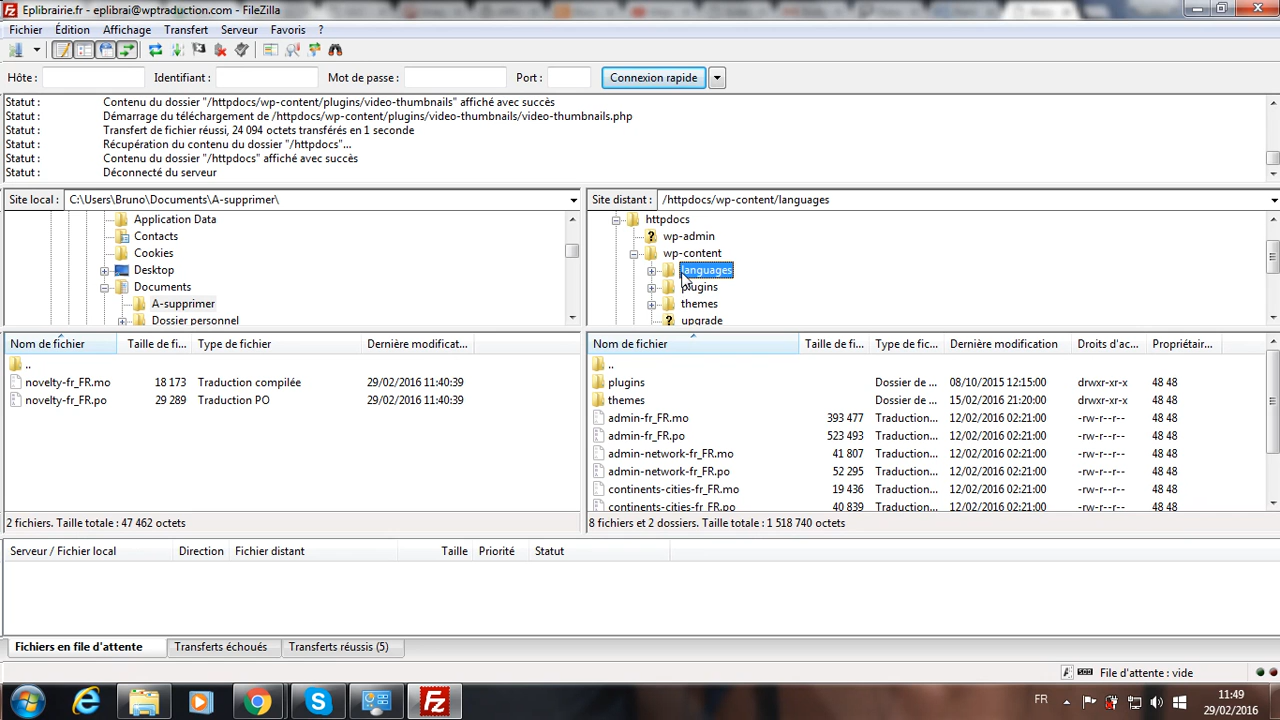 Eplibrairie.fr - eplibrai@wptraduction.com - FileZilla
Fichier Édition Affichage Transfert Serveur Favoris ?
Hôte : Identifiant : Mot de passe : Port : Connexion rapide
Statut : Contenu du dossier "/httpdocs/wp-content/plugins/video-thumbnails" affiché avec succès
Statut : Démarrage du téléchargement de /httpdocs/wp-content/plugins/video-thumbnails/video-thumbnails.php
Statut : Transfert de fichier réussi, 24 094 octets transférés en 1 seconde
Statut : Récupération du contenu du dossier "/httpdocs"...
Statut : Contenu du dossier "/httpdocs" affiché avec succès
Statut : Déconnecté du serveur
Site local : C:\Users\Bruno\Documents\A-supprimer\
Application Data
Contacts
Cookies
Desktop
Documents
A-supprimer
Dossier personnel
Site distant : /httpdocs/wp-content/languages
httpdocs
wp-admin
wp-content
languages
plugins
themes
upgrade
Nom de fichier Taille de fi... Type de fichier Dernière modificat...
..
novelty-fr_FR.mo 18 173 Traduction compilée 29/02/2016 11:40:39
novelty-fr_FR.po 29 289 Traduction PO 29/02/2016 11:40:39
2 fichiers. Taille totale : 47 462 octets
Nom de fichier Taille de fi... Type de fic... Dernière modification Droits d'ac... Propriétair...
..
plugins Dossier de ... 08/10/2015 12:15:00 drwxr-xr-x 48 48
themes Dossier de ... 15/02/2016 21:20:00 drwxr-xr-x 48 48
admin-fr_FR.mo 393 477 Traduction... 12/02/2016 02:21:00 -rw-r--r-- 48 48
admin-fr_FR.po 523 493 Traduction... 12/02/2016 02:21:00 -rw-r--r-- 48 48
admin-network-fr_FR.mo 41 807 Traduction... 12/02/2016 02:21:00 -rw-r--r-- 48 48
admin-network-fr_FR.po 52 295 Traduction... 12/02/2016 02:21:00 -rw-r--r-- 48 48
continents-cities-fr_FR.mo 19 436 Traduction... 12/02/2016 02:21:00 -rw-r--r-- 48 48
continents-cities-fr_FR.po 40 839 Traduction... 12/02/2016 02:21:00 -rw-r--r-- 48 48
8 fichiers et 2 dossiers. Taille totale : 1 518 740 octets
Serveur / Fichier local Direction Fichier distant Taille Priorité Statut
Fichiers en file d'attente Transferts échoués Transferts réussis (5)
File d'attente : vide
FR 11:49
29/02/2016